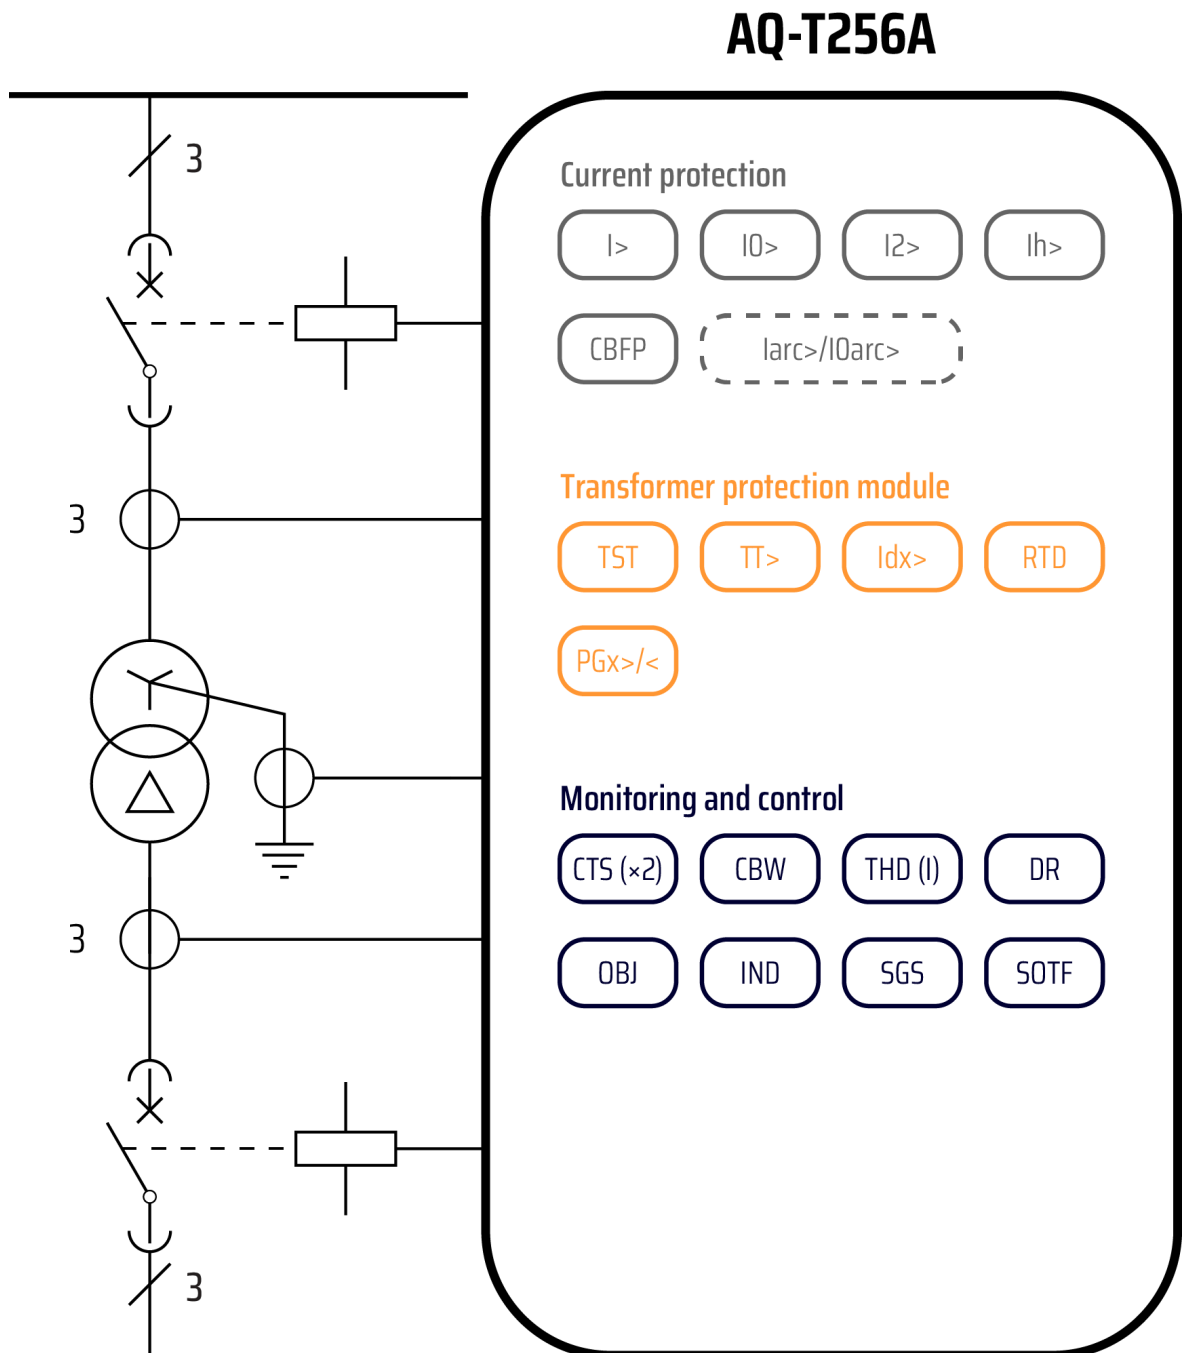 AQ-T256A
3
Current protection
I> I0> I2> Ih>
CBFP Iarc>/I0arc>
3
Transformer protection module
TST TT> Idx> RTD
PGx>/<
Monitoring and control
CTS (×2) CBW THD (I) DR
3
OBJ IND SGS SOTF
3